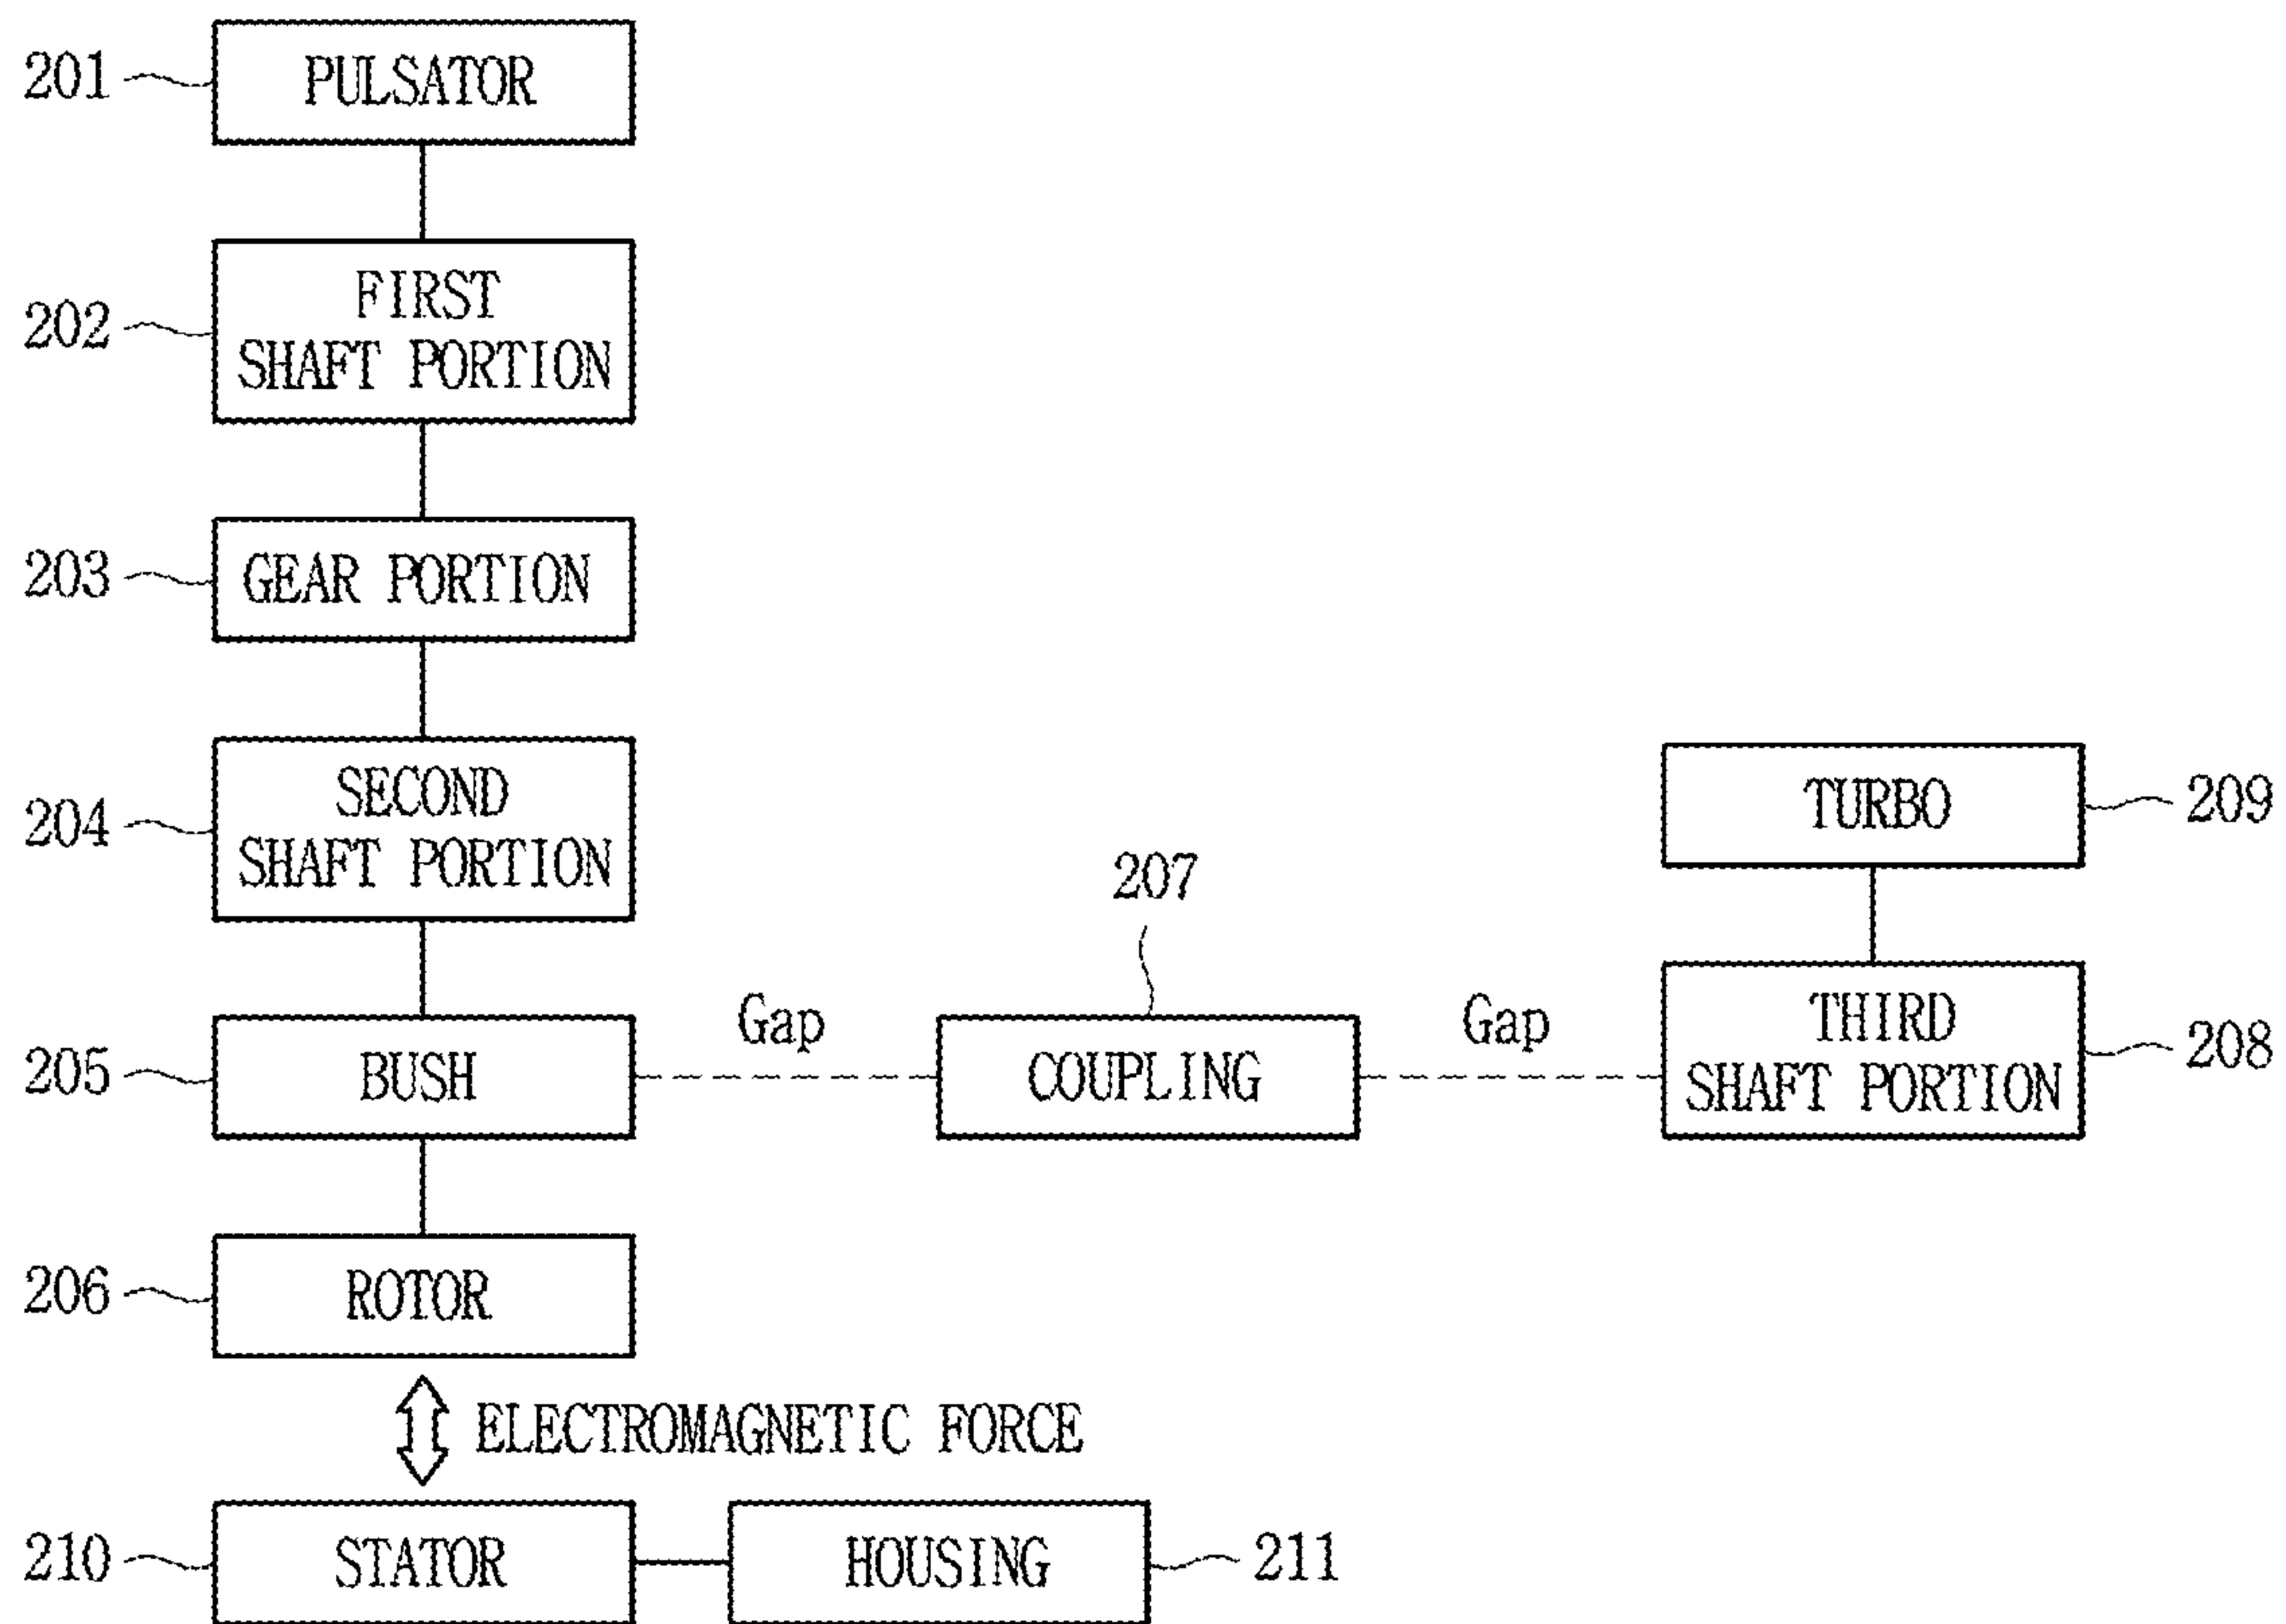 201
PULSATOR
202
FIRST
SHAFT PORTION
203
GEAR PORTION
204
SECOND
SHAFT PORTION
TURBO
209
207
205
BUSH
Gap
COUPLING
Gap
THIRD
SHAFT PORTION
208
206
ROTOR
ELECTROMAGNETIC FORCE
210
STATOR
HOUSING
211